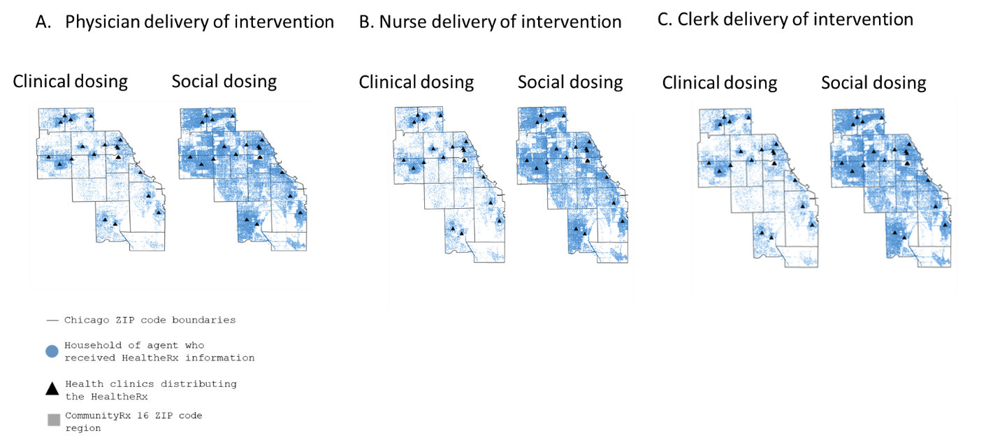 A. Physician delivery of intervention
B. Nurse delivery of intervention
C. Clerk delivery of intervention
Clinical dosing
Social dosing
Clinical dosing
Social dosing
Clinical dosing
Social dosing
Chicago ZIP code boundaries
Household of agent who
received HealtheRx information
Health clinics distributing
the HealtheRx
CommunityRx 16 ZIP code
region